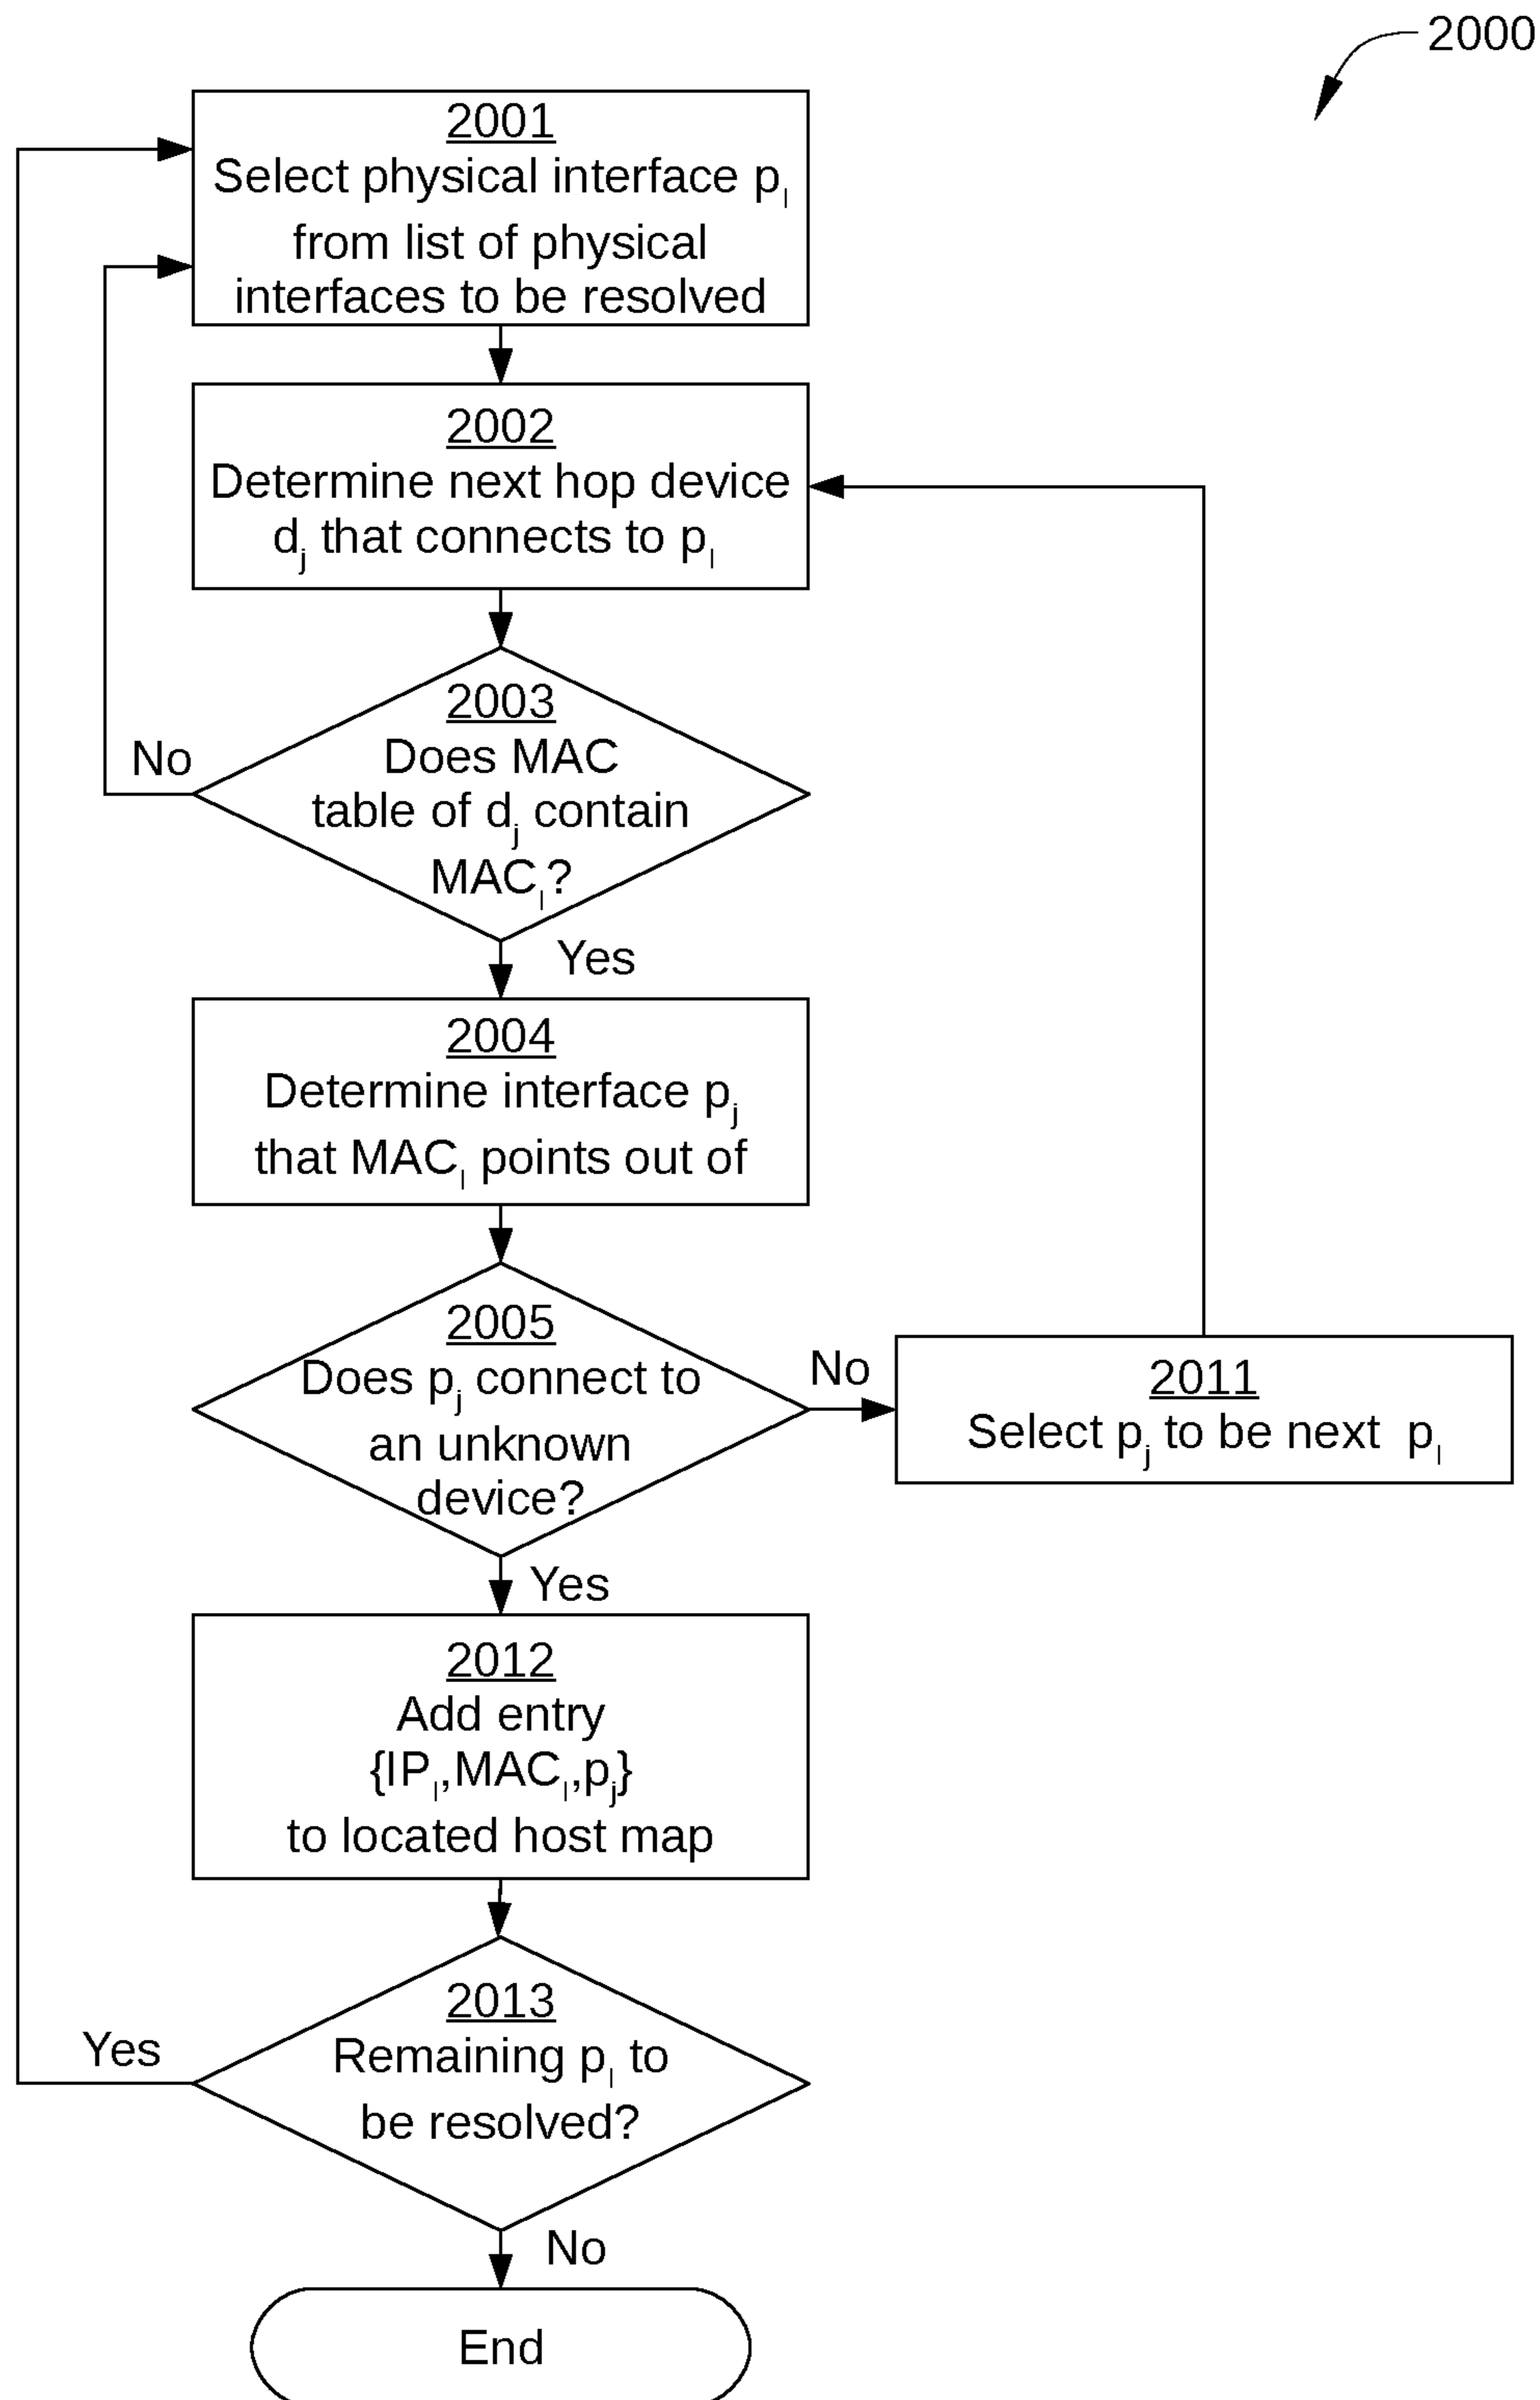 2000
2001
Select physical interface pₗ
from list of physical
interfaces to be resolved
2002
Determine next hop device
dⱼ that connects to pₗ
2003
Does MAC
table of dⱼ contain
MACₗ?
No
Yes
2004
Determine interface pⱼ
that MACₗ points out of
2005
Does pⱼ connect to
an unknown
device?
No
2011
Select pⱼ to be next pₗ
Yes
2012
Add entry
{IPₗ,MACₗ,pⱼ}
to located host map
2013
Remaining pₗ to
be resolved?
Yes
No
End